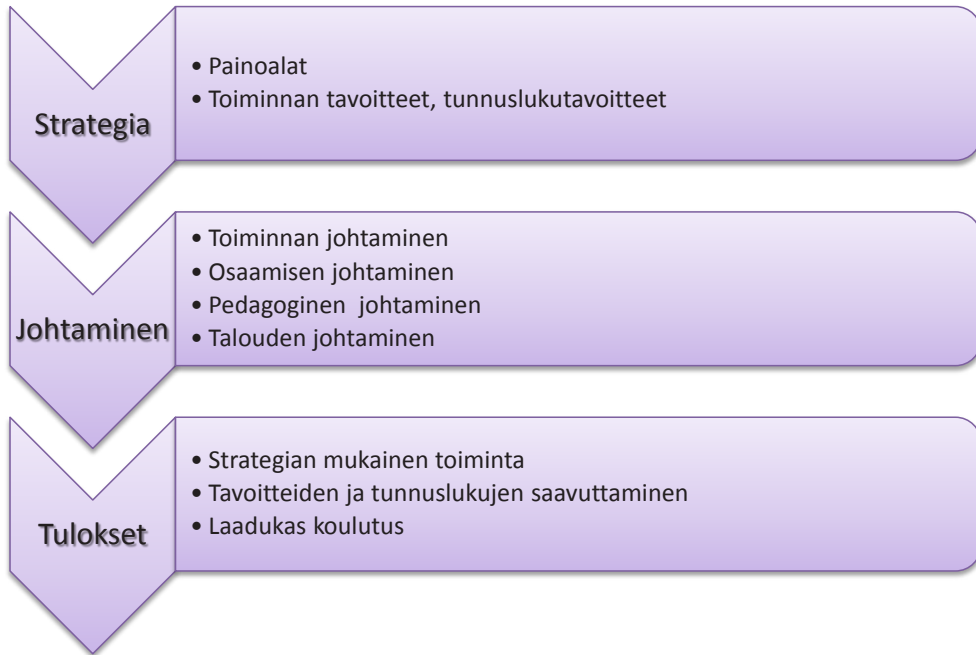 Strategia
• Painoalat
• Toiminnan tavoitteet, tunnuslukutavoitteet
Johtaminen
• Toiminnan johtaminen
• Osaamisen johtaminen
• Pedagoginen johtaminen
• Talouden johtaminen
Tulokset
• Strategian mukainen toiminta
• Tavoitteiden ja tunnuslukujen saavuttaminen
• Laadukas koulutus